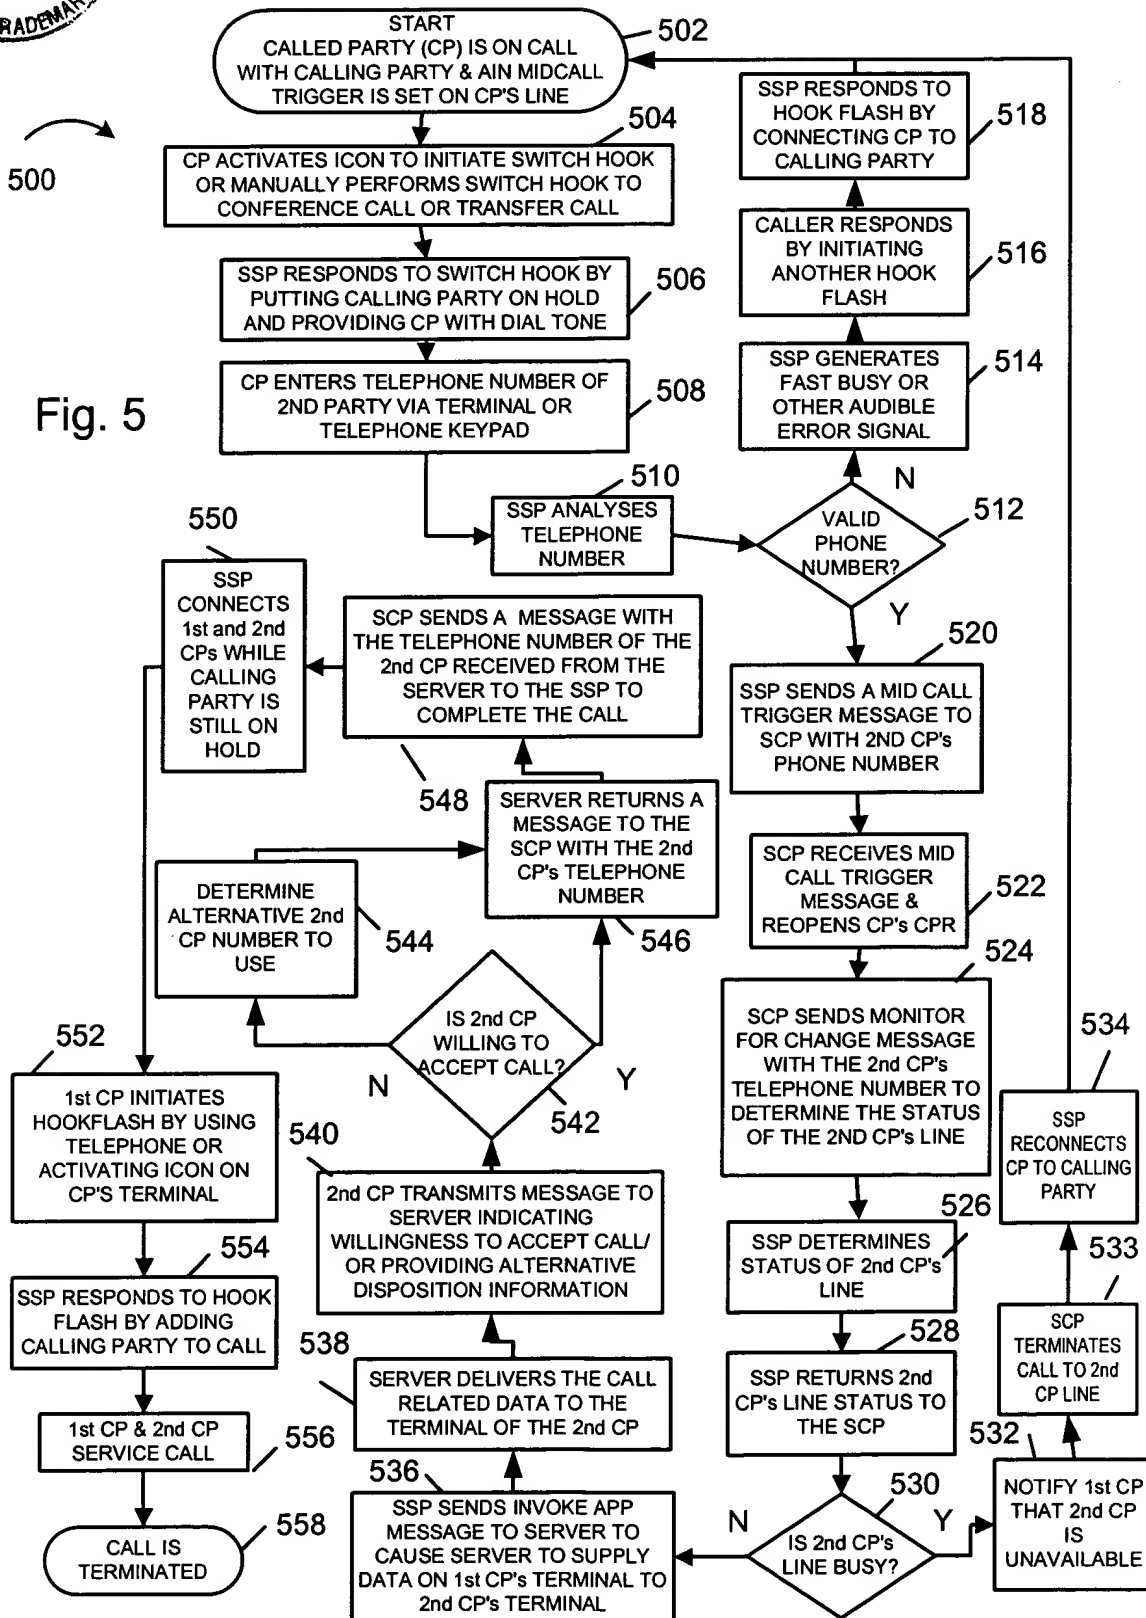 RADEMAR
START
CALLED PARTY (CP) IS ON CALL
WITH CALLING PARTY & AIN MIDCALL
TRIGGER IS SET ON CP'S LINE
502
500
504
CP ACTIVATES ICON TO INITIATE SWITCH HOOK
OR MANUALLY PERFORMS SWITCH HOOK TO
CONFERENCE CALL OR TRANSFER CALL
SSP RESPONDS TO SWITCH HOOK BY
PUTTING CALLING PARTY ON HOLD
AND PROVIDING CP WITH DIAL TONE
506
Fig. 5
CP ENTERS TELEPHONE NUMBER OF
2ND PARTY VIA TERMINAL OR
TELEPHONE KEYPAD
508
510
SSP ANALYSES
TELEPHONE
NUMBER
VALID
PHONE
NUMBER?
512
N
Y
SSP GENERATES
FAST BUSY OR
OTHER AUDIBLE
ERROR SIGNAL
514
CALLER RESPONDS
BY INITIATING
ANOTHER HOOK
FLASH
516
SSP RESPONDS TO
HOOK FLASH BY
CONNECTING CP TO
CALLING PARTY
518
520
SSP SENDS A MID CALL
TRIGGER MESSAGE TO
SCP WITH 2ND CP's
PHONE NUMBER
SCP RECEIVES MID
CALL TRIGGER
MESSAGE &
REOPENS CP's CPR
522
524
SCP SENDS MONITOR
FOR CHANGE MESSAGE
WITH THE 2nd CP's
TELEPHONE NUMBER TO
DETERMINE THE STATUS
OF THE 2ND CP's LINE
526
SSP DETERMINES
STATUS OF 2nd CP's
LINE
528
SSP RETURNS 2nd
CP's LINE STATUS TO
THE SCP
530
IS 2nd CP's
LINE BUSY?
N
Y
532
NOTIFY 1st CP
THAT 2nd CP
IS
UNAVAILABLE
533
SCP
TERMINATES
CALL TO 2nd
CP LINE
534
SSP
RECONNECTS
CP TO CALLING
PARTY
536
SSP SENDS INVOKE APP
MESSAGE TO SERVER TO
CAUSE SERVER TO SUPPLY
DATA ON 1st CP's TERMINAL TO
2nd CP's TERMINAL
538
SERVER DELIVERS THE CALL
RELATED DATA TO THE
TERMINAL OF THE 2nd CP
540
2nd CP TRANSMITS MESSAGE TO
SERVER INDICATING
WILLINGNESS TO ACCEPT CALL/
OR PROVIDING ALTERNATIVE
DISPOSITION INFORMATION
IS 2nd CP
WILLING TO
ACCEPT CALL?
542
N
Y
DETERMINE
ALTERNATIVE 2nd
CP NUMBER TO
USE
544
SERVER RETURNS A
MESSAGE TO THE
SCP WITH THE 2nd
CP's TELEPHONE
NUMBER
546
SCP SENDS A MESSAGE WITH
THE TELEPHONE NUMBER OF THE
2nd CP RECEIVED FROM THE
SERVER TO THE SSP TO
COMPLETE THE CALL
548
550
SSP
CONNECTS
1st and 2nd
CPs WHILE
CALLING
PARTY IS
STILL ON
HOLD
552
1st CP INITIATES
HOOKFLASH BY USING
TELEPHONE OR
ACTIVATING ICON ON
CP'S TERMINAL
554
SSP RESPONDS TO HOOK
FLASH BY ADDING
CALLING PARTY TO CALL
1st CP & 2nd CP
SERVICE CALL
556
CALL IS
TERMINATED
558